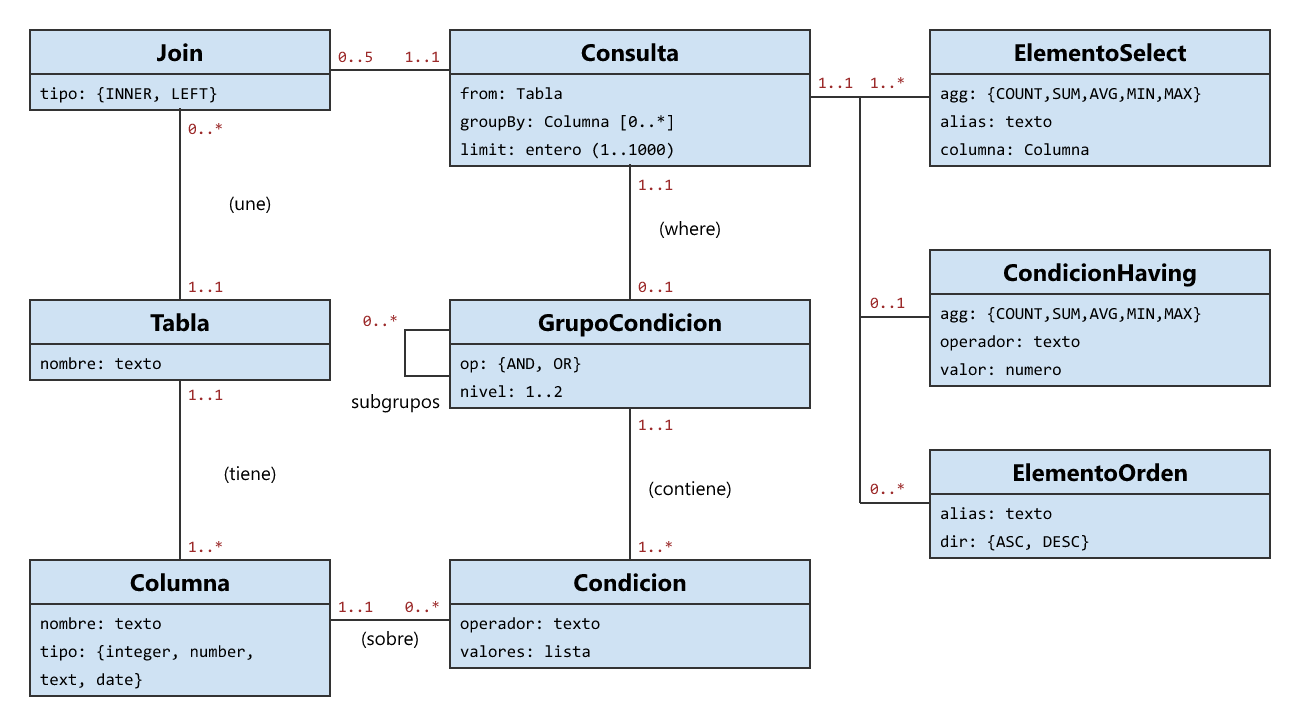 Join
tipo: {INNER, LEFT}
0..5
1..1
Consulta
from: Tabla
groupBy: Columna [0..*]
limit: entero (1..1000)
1..1
1..*
ElementoSelect
agg: {COUNT,SUM,AVG,MIN,MAX}
alias: texto
columna: Columna
0..*
(une)
1..1
1..1
(where)
0..1
CondicionHaving
agg: {COUNT,SUM,AVG,MIN,MAX}
operador: texto
valor: numero
0..1
Tabla
nombre: texto
0..*
subgrupos
GrupoCondicion
op: {AND, OR}
nivel: 1..2
1..1
(tiene)
1..*
1..1
(contiene)
1..*
0..*
ElementoOrden
alias: texto
dir: {ASC, DESC}
Columna
nombre: texto
tipo: {integer, number,
text, date}
1..1
0..*
(sobre)
Condicion
operador: texto
valores: lista